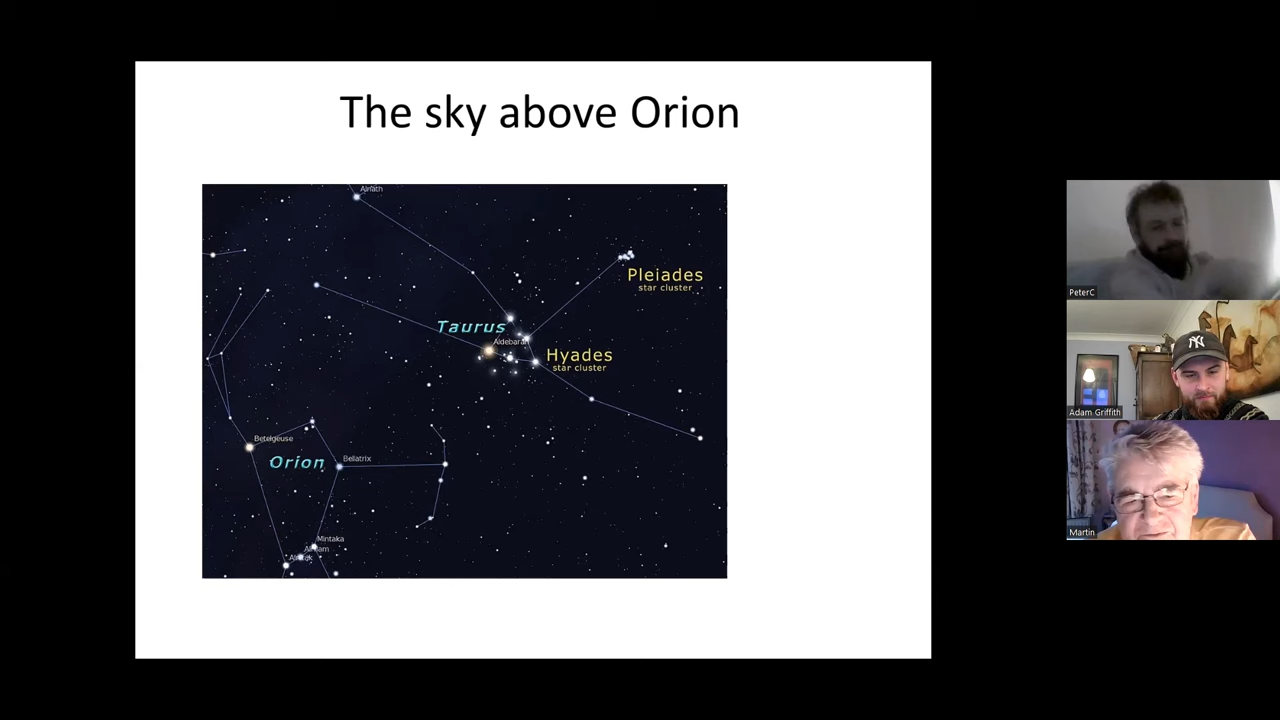 The sky above Orion
Alnath
Pleiades
star cluster
Taurus
Aldebaran
Hyades
star cluster
Betelgeuse
Orion
Bellatrix
Mintaka
PeterC
NY
Adam Griffith
Martin